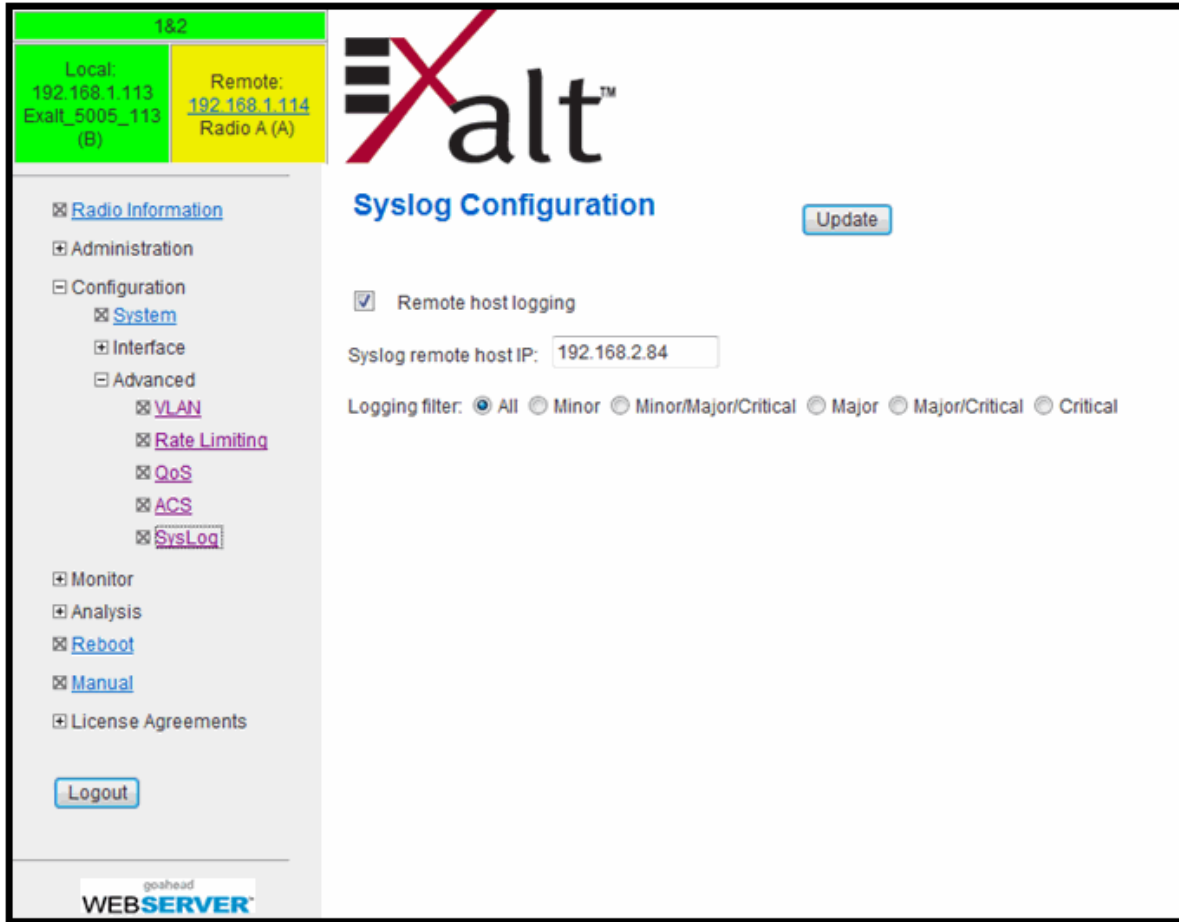 1&2
Local:
192.168.1.113
Exalt_5005_113
(B)
Remote:
192.168.1.114
Radio A (A)
Exalt™
Syslog Configuration
Update
Radio Information
Administration
Configuration
System
Interface
Advanced
VLAN
Rate Limiting
QoS
ACS
SysLog
Monitor
Analysis
Reboot
Manual
License Agreements
Logout
Remote host logging
Syslog remote host IP: 192.168.2.84
Logging filter: All Minor Minor/Major/Critical Major Major/Critical Critical
goahead
WEBSERVER™